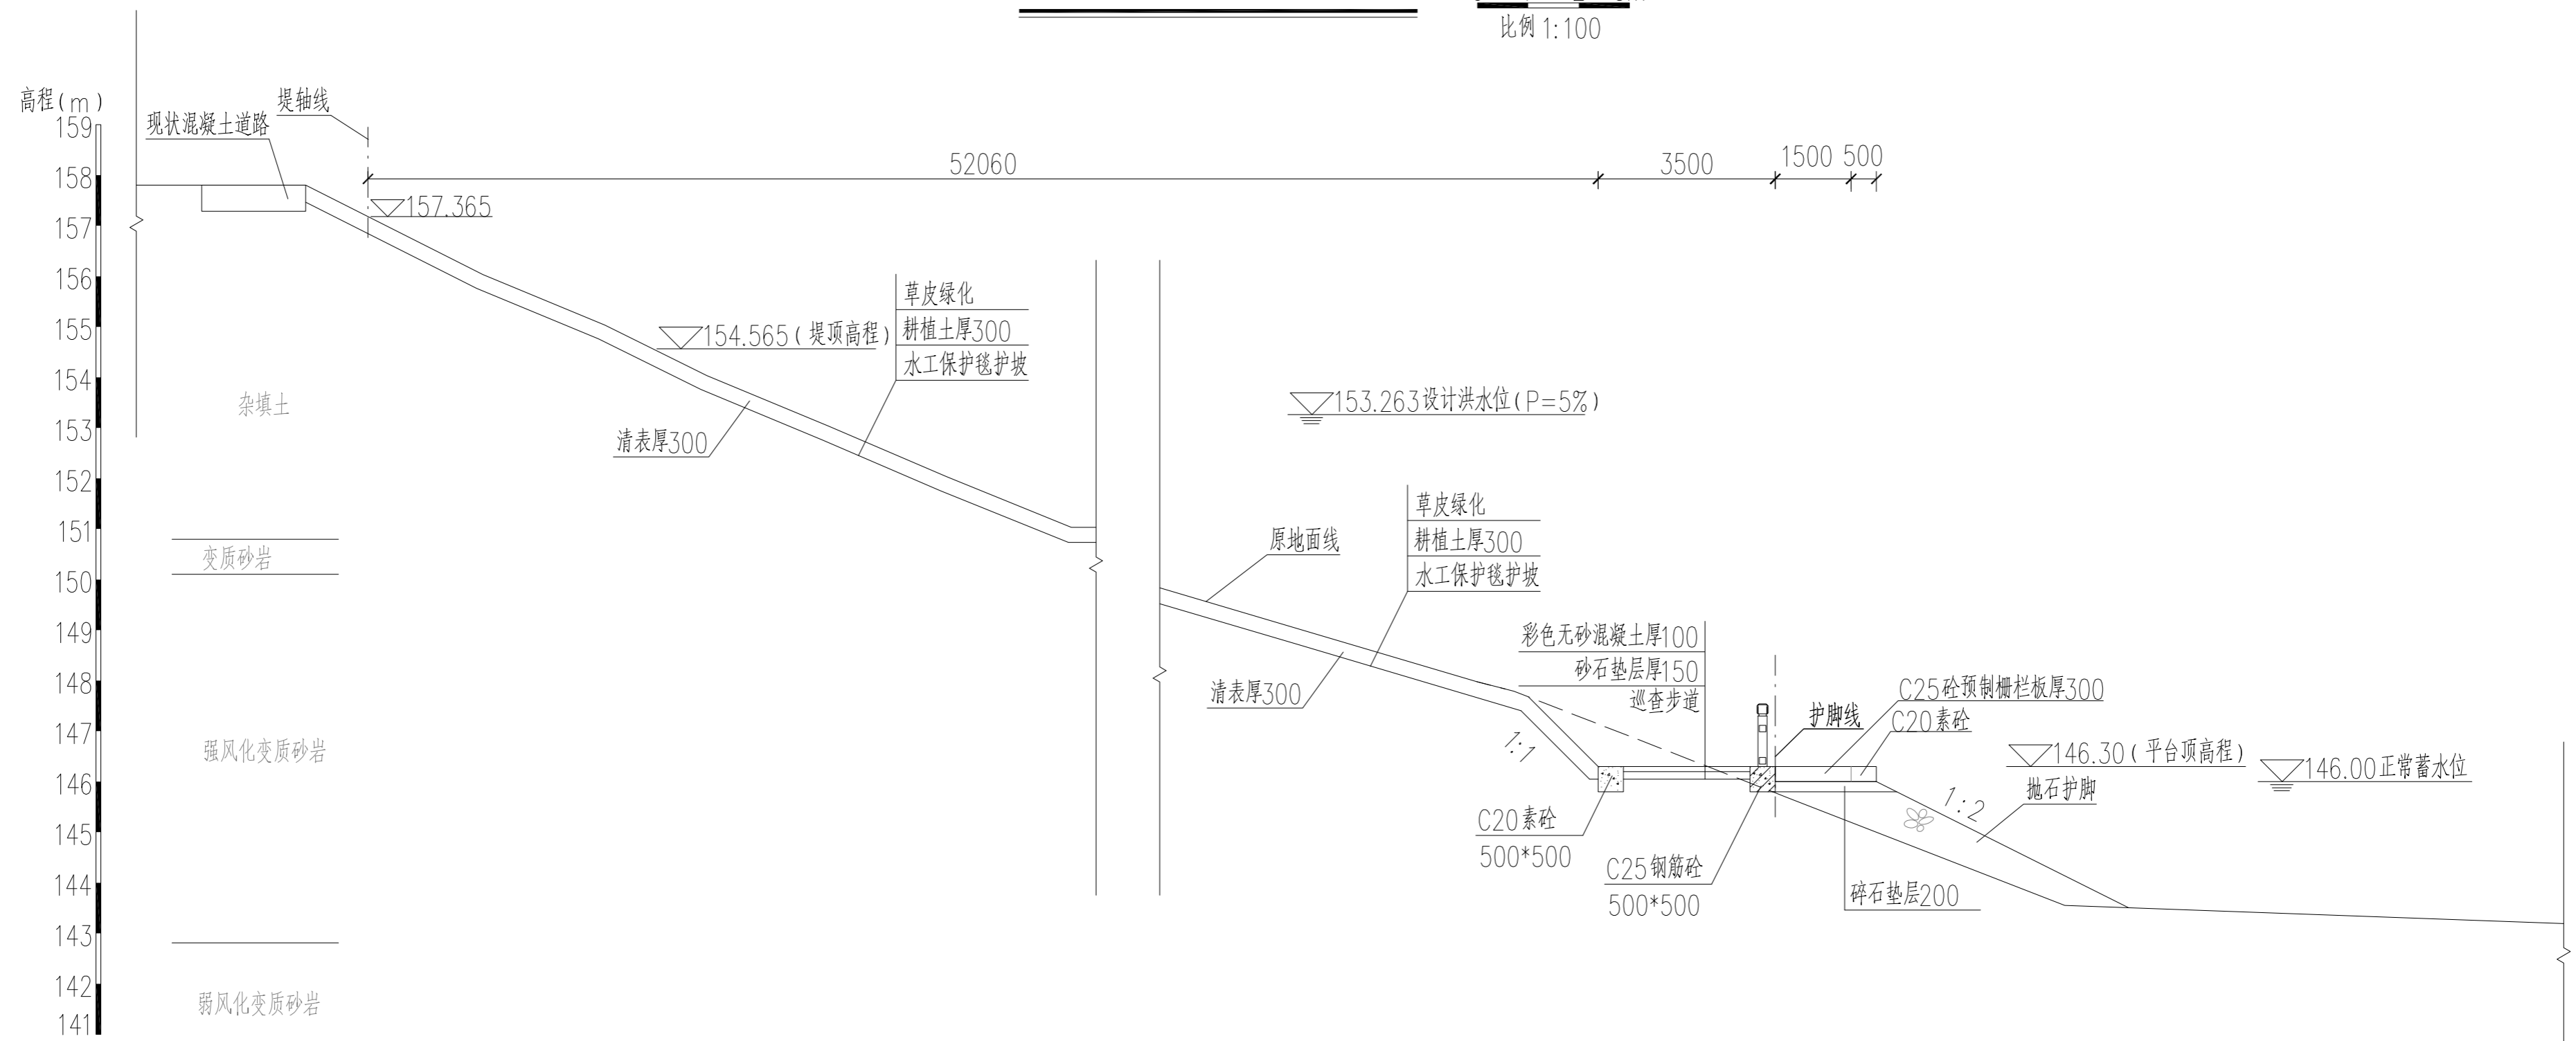 比例 1:100
高程(m)
堤轴线
现状混凝土道路
159
158
157
156
155
154
153
152
151
150
149
148
147
146
145
144
143
142
141
52060
3500
1500
500
157.365
154.565(堤顶高程)
草皮绿化
耕植土厚300
水工保护毯护坡
清表厚300
杂填土
变质砂岩
强风化变质砂岩
弱风化变质砂岩
153.263设计洪水位(P=5%)
原地面线
草皮绿化
耕植土厚300
水工保护毯护坡
清表厚300
彩色无砂混凝土厚100
砂石垫层厚150
巡查步道
1:1
护脚线
C25砼预制栅栏板厚300
C20素砼
146.30(平台顶高程)
146.00正常蓄水位
抛石护脚
1:2
C20素砼
500*500
C25钢筋砼
500*500
碎石垫层200